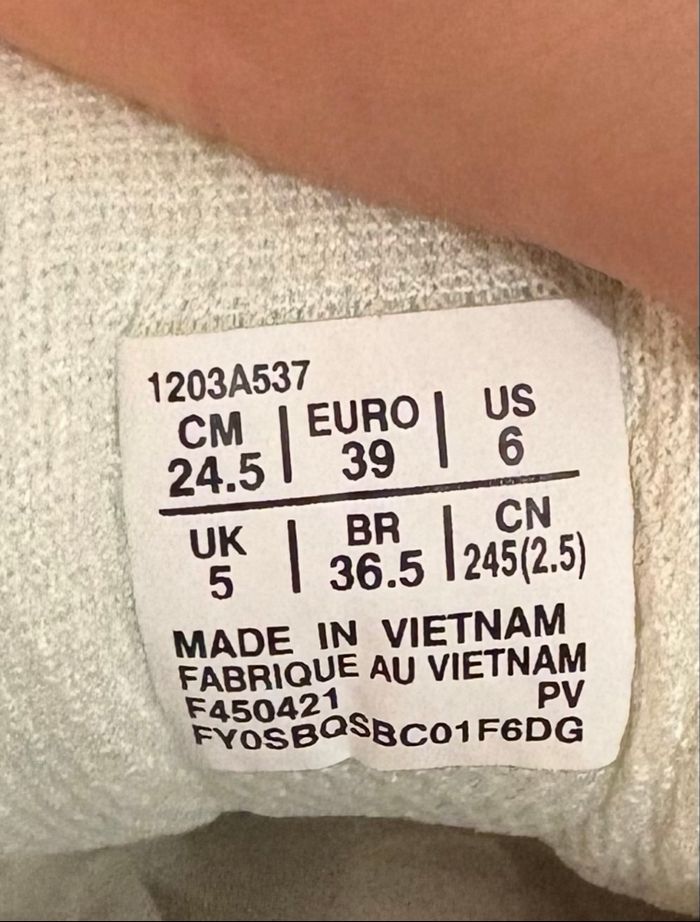 1203A537
CM | EURO | US
24.5 | 39 | 6
UK | BR | CN
5 | 36.5 | 245(2.5)
MADE IN VIETNAM
FABRIQUE AU VIETNAM
F450421 PV
FY0SBQSBC01F6DG